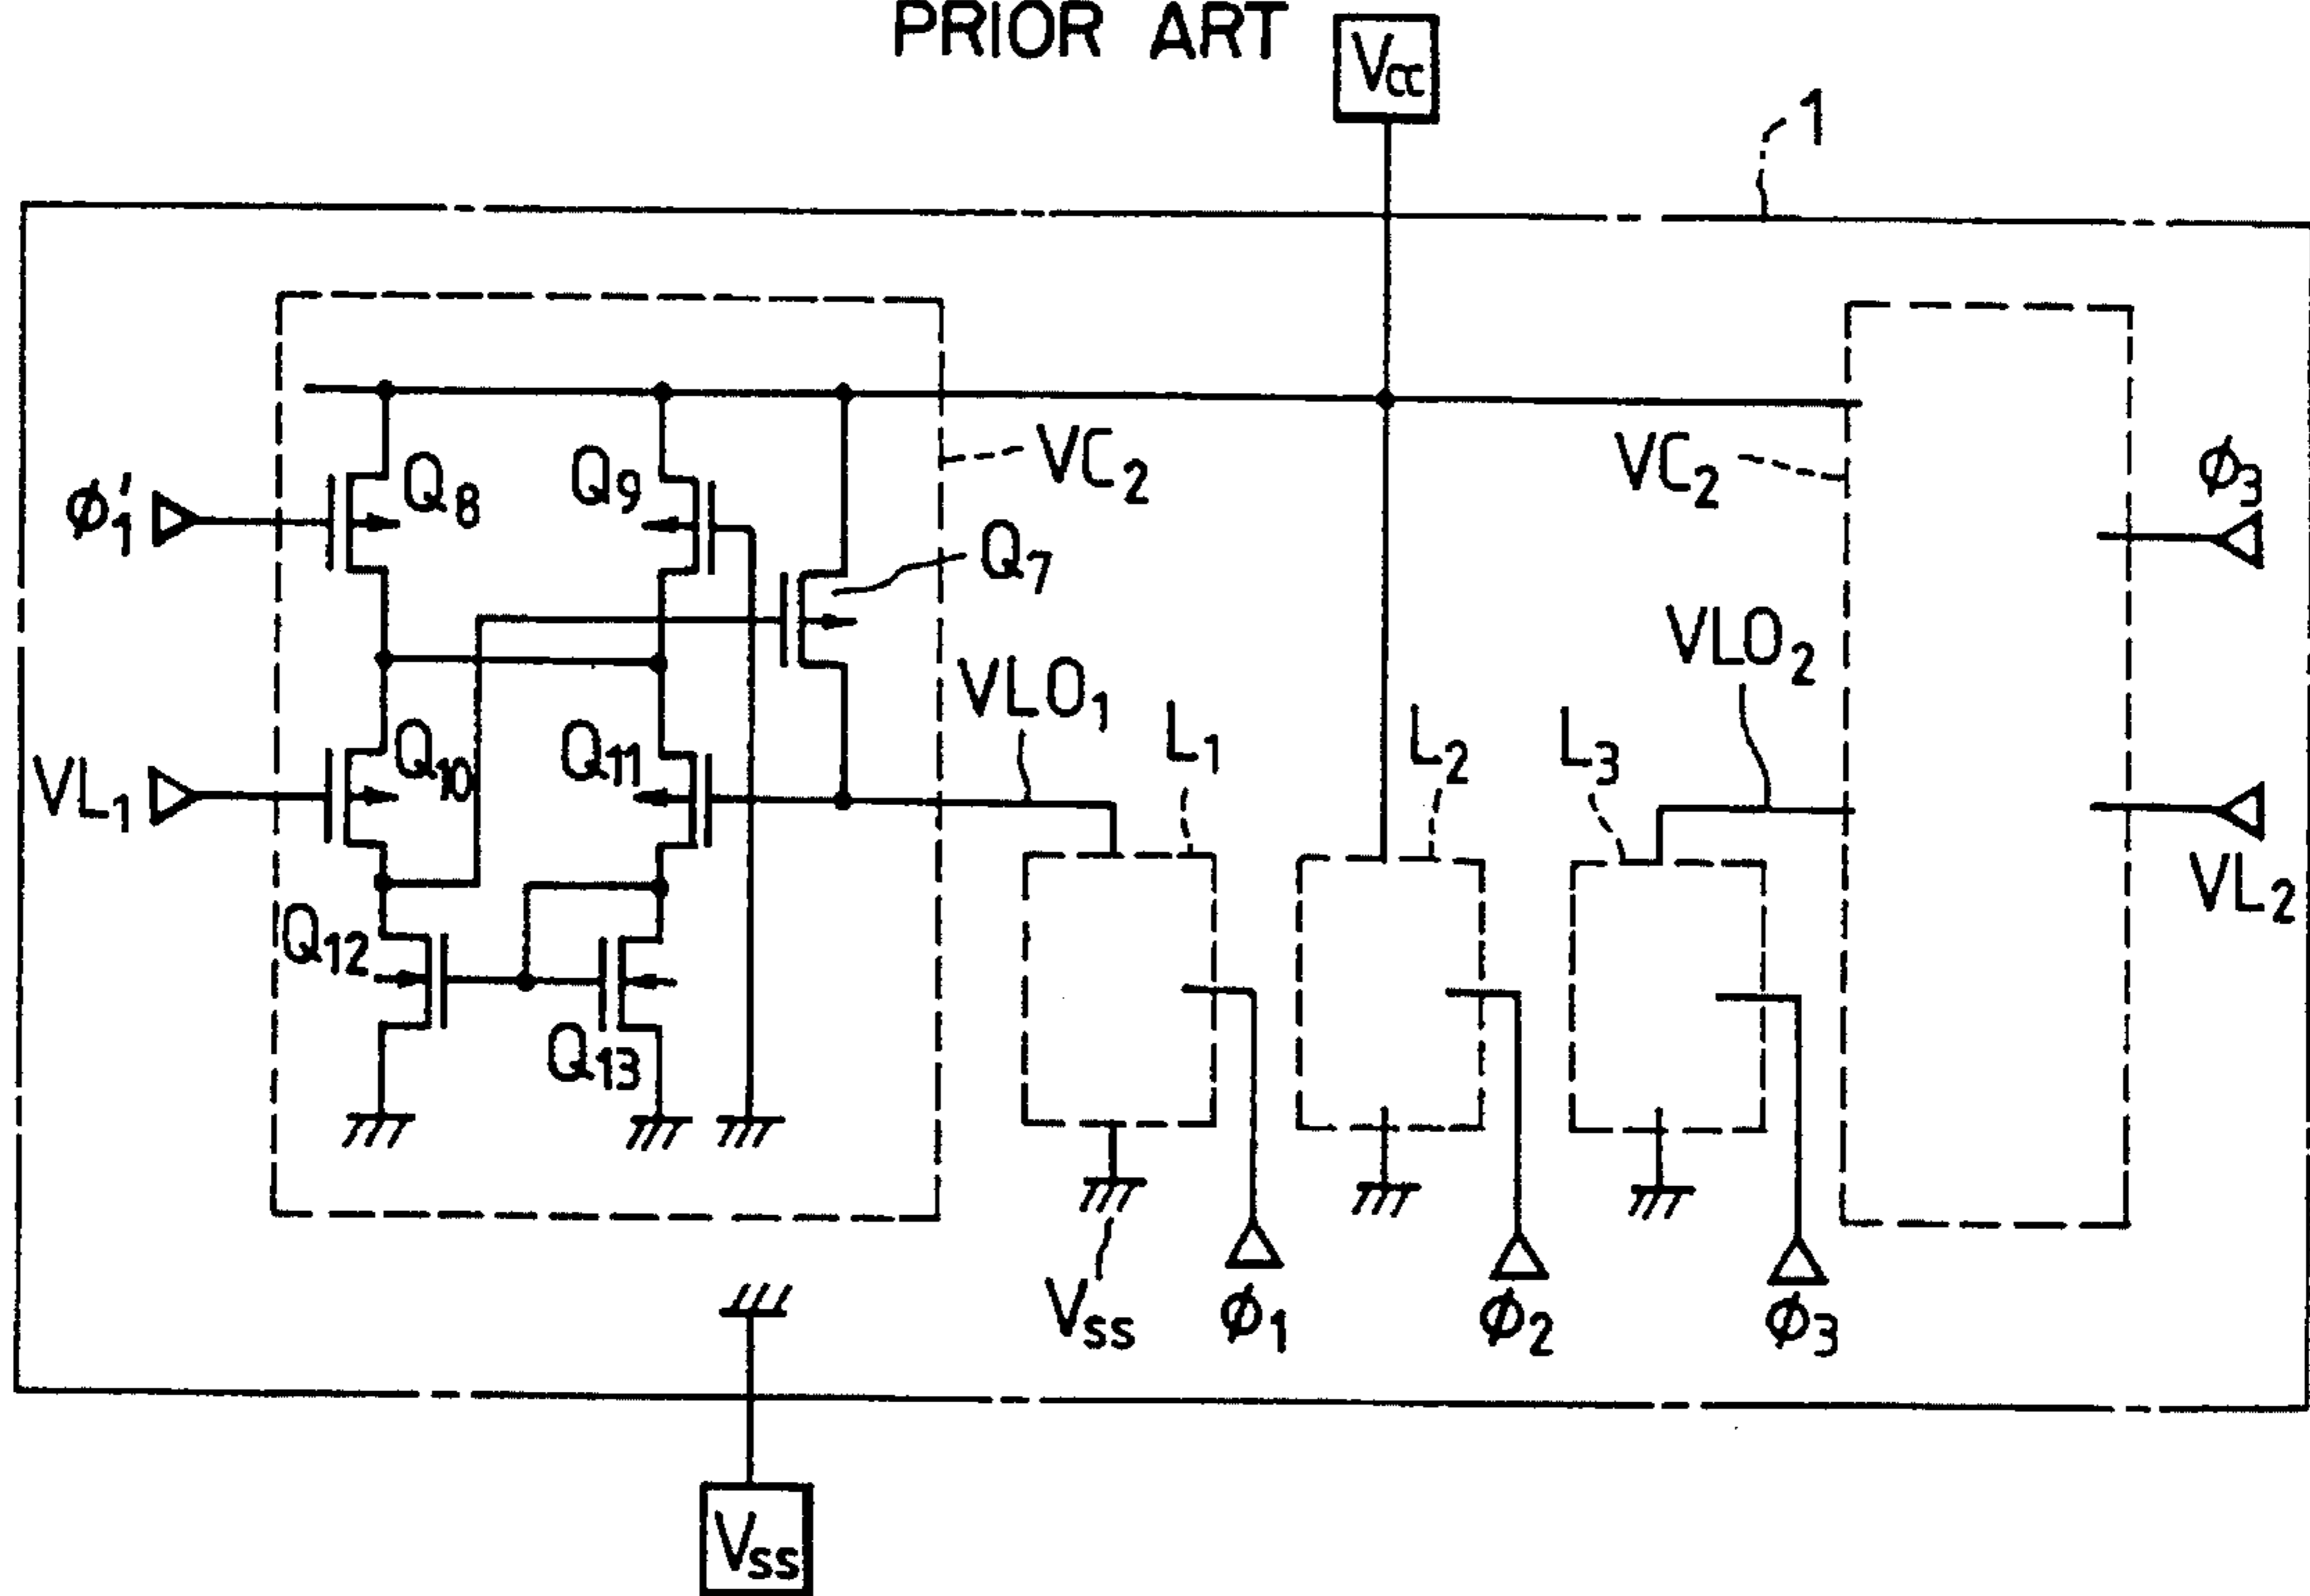 PRIOR ART
Vcc
1
VC2
VC2
ϕ3
ϕ1'
Q8
Q9
Q7
VLO1
VLO2
VL1
Q10
Q11
L1
L2
L3
VL2
Q12
Q13
Vss
ϕ1
ϕ2
ϕ3
Vss